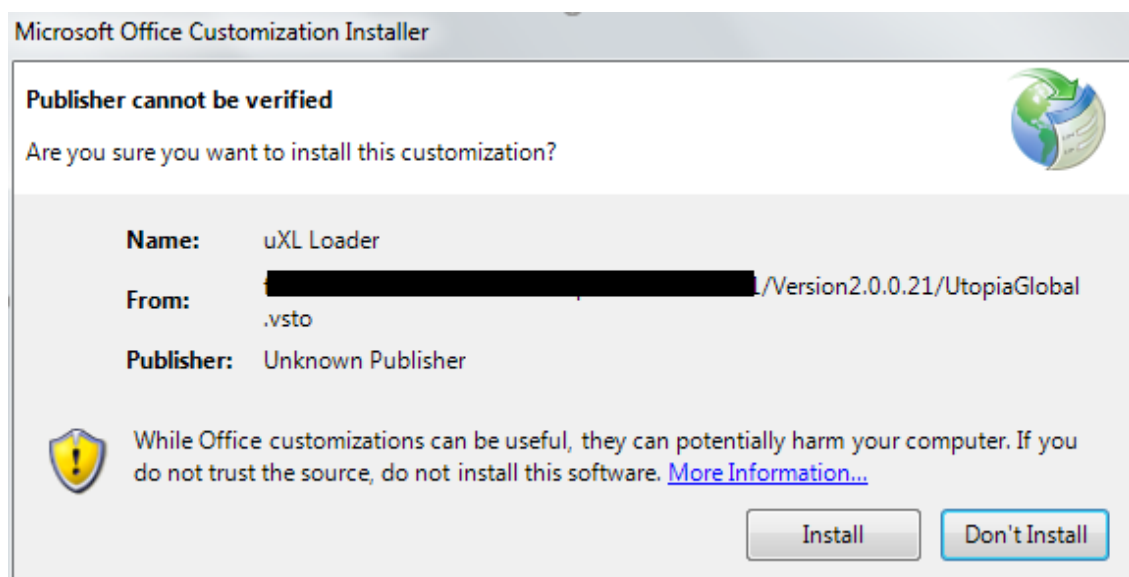 Microsoft Office Customization Installer
Publisher cannot be verified
Are you sure you want to install this customization?
Name: uXL Loader
From: /Version2.0.0.21/UtopiaGlobal
.vsto
Publisher: Unknown Publisher
While Office customizations can be useful, they can potentially harm your computer. If you
do not trust the source, do not install this software. More Information...
Install Don't Install